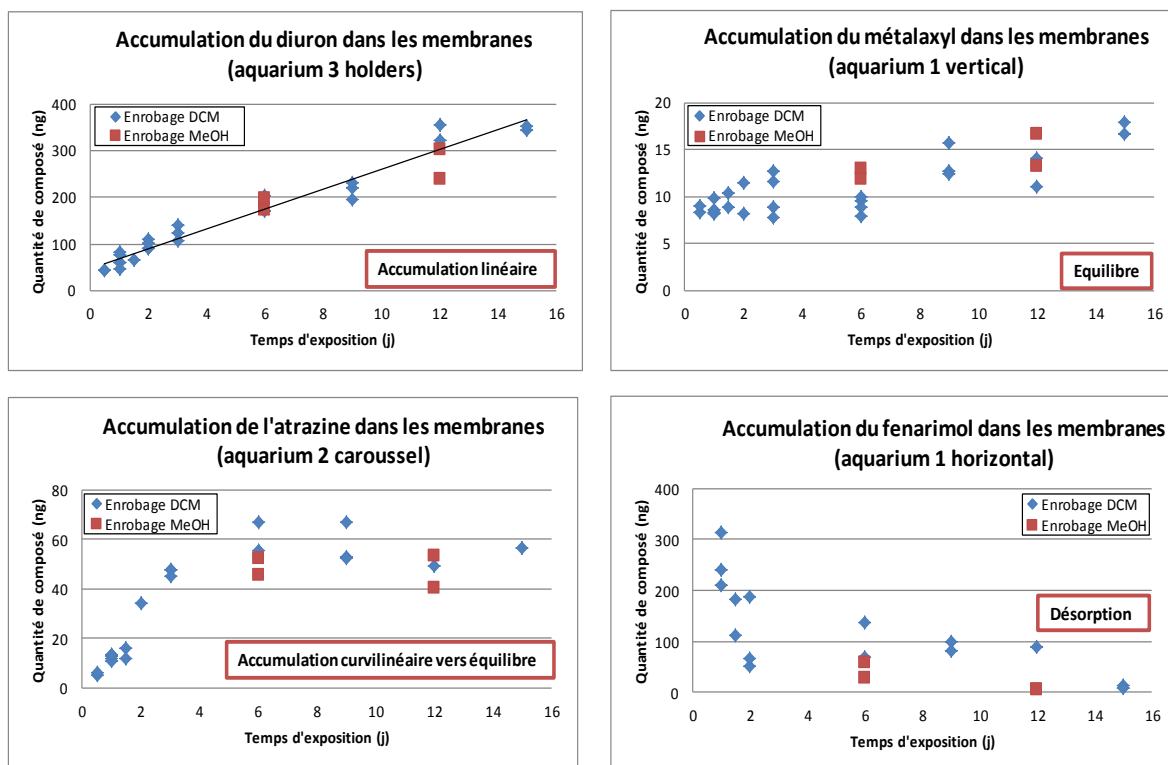 Accumulation du diuron dans les membranes
(aquarium 3 holders)
Quantité de composé (ng)
400
300
200
100
0
Enrobage DCM
Enrobage MeOH
Accumulation linéaire
0 2 4 6 8 10 12 14 16
Temps d'exposition (j)
Accumulation du métalaxyl dans les membranes
(aquarium 1 vertical)
Quantité de composé (ng)
20
15
10
5
0
Enrobage DCM
Enrobage MeOH
Equilibre
0 2 4 6 8 10 12 14 16
Temps d'exposition (j)
Accumulation de l'atrazine dans les membranes
(aquarium 2 caroussel)
Quantité de composé (ng)
80
60
40
20
0
Enrobage DCM
Enrobage MeOH
Accumulation curvilinéaire vers équilibre
0 2 4 6 8 10 12 14 16
Temps d'exposition (j)
Accumulation du fenarimol dans les membranes
(aquarium 1 horizontal)
Quantité de composé (ng)
400
300
200
100
0
Enrobage DCM
Enrobage MeOH
Désorption
0 2 4 6 8 10 12 14 16
Temps d'exposition (j)